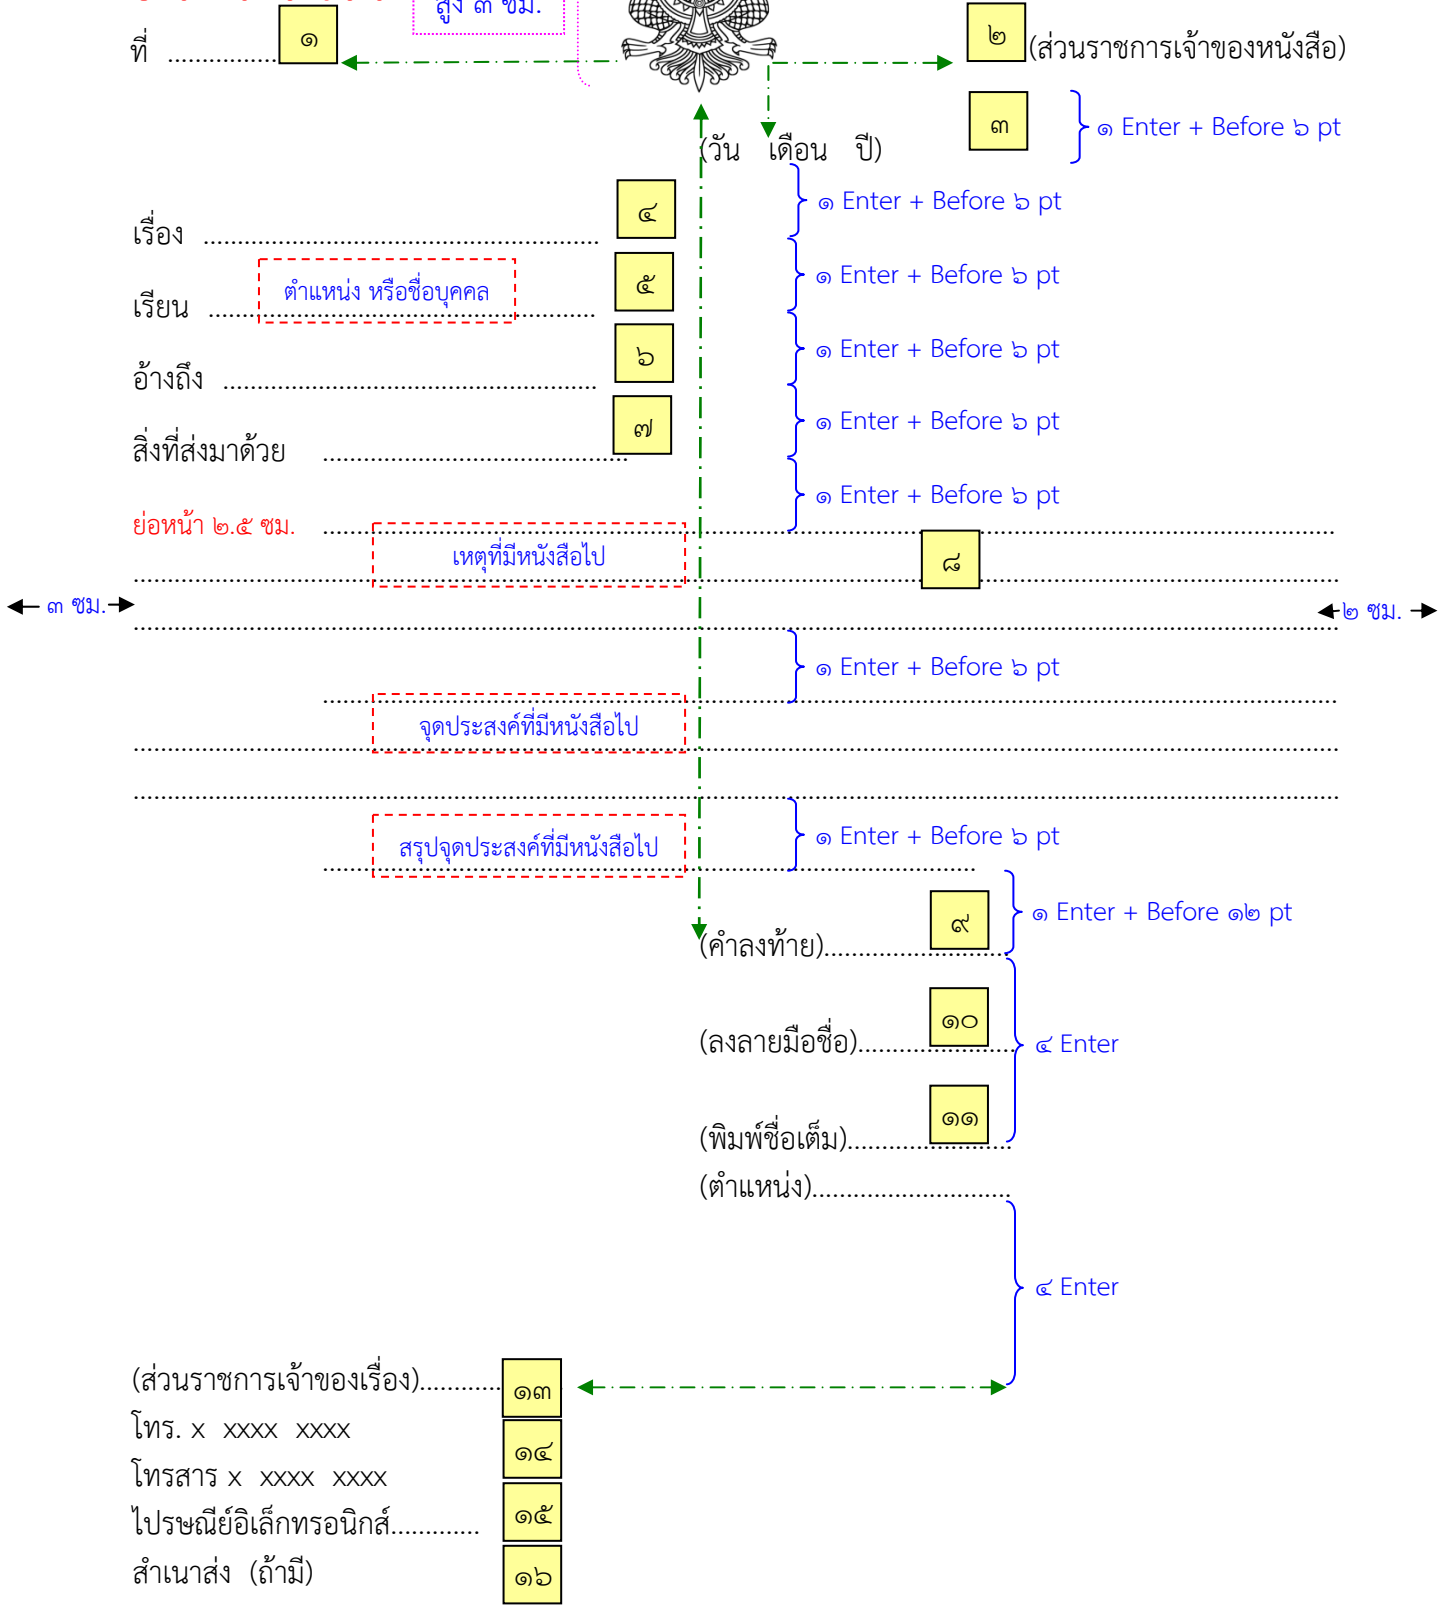 สูง ๓ ซม.
ที่ ................ ๑
๒ (ส่วนราชการเจ้าของหนังสือ)
๓ ๑ Enter + Before ๖ pt
(วัน เดือน ปี)
๔ ๑ Enter + Before ๖ pt
เรื่อง ..........................................................
ตำแหน่ง หรือชื่อบุคคล ๕ ๑ Enter + Before ๖ pt
เรียน .........................................................
๖ ๑ Enter + Before ๖ pt
อ้างถึง .......................................................
๗ ๑ Enter + Before ๖ pt
สิ่งที่ส่งมาด้วย .............................................
๑ Enter + Before ๖ pt
ย่อหน้า ๒.๕ ซม. ....................................................................................
เหตุที่มีหนังสือไป ๘
....................................................................................
๓ ซม. ๒ ซม.
....................................................................................
๑ Enter + Before ๖ pt
....................................................................................
จุดประสงค์ที่มีหนังสือไป
....................................................................................
....................................................................................
๑ Enter + Before ๖ pt
สรุปจุดประสงค์ที่มีหนังสือไป
....................................................................................
๙ ๑ Enter + Before ๑๒ pt
(คำลงท้าย)...........................
๑๐
(ลงลายมือชื่อ)....................... ๔ Enter
๑๑
(พิมพ์ชื่อเต็ม)........................
(ตำแหน่ง).............................
๔ Enter
(ส่วนราชการเจ้าของเรื่อง)............ ๑๓
โทร. x xxxx xxxx
๑๔
โทรสาร x xxxx xxxx
ไปรษณีย์อิเล็กทรอนิกส์............. ๑๕
สำเนาส่ง (ถ้ามี) ๑๖